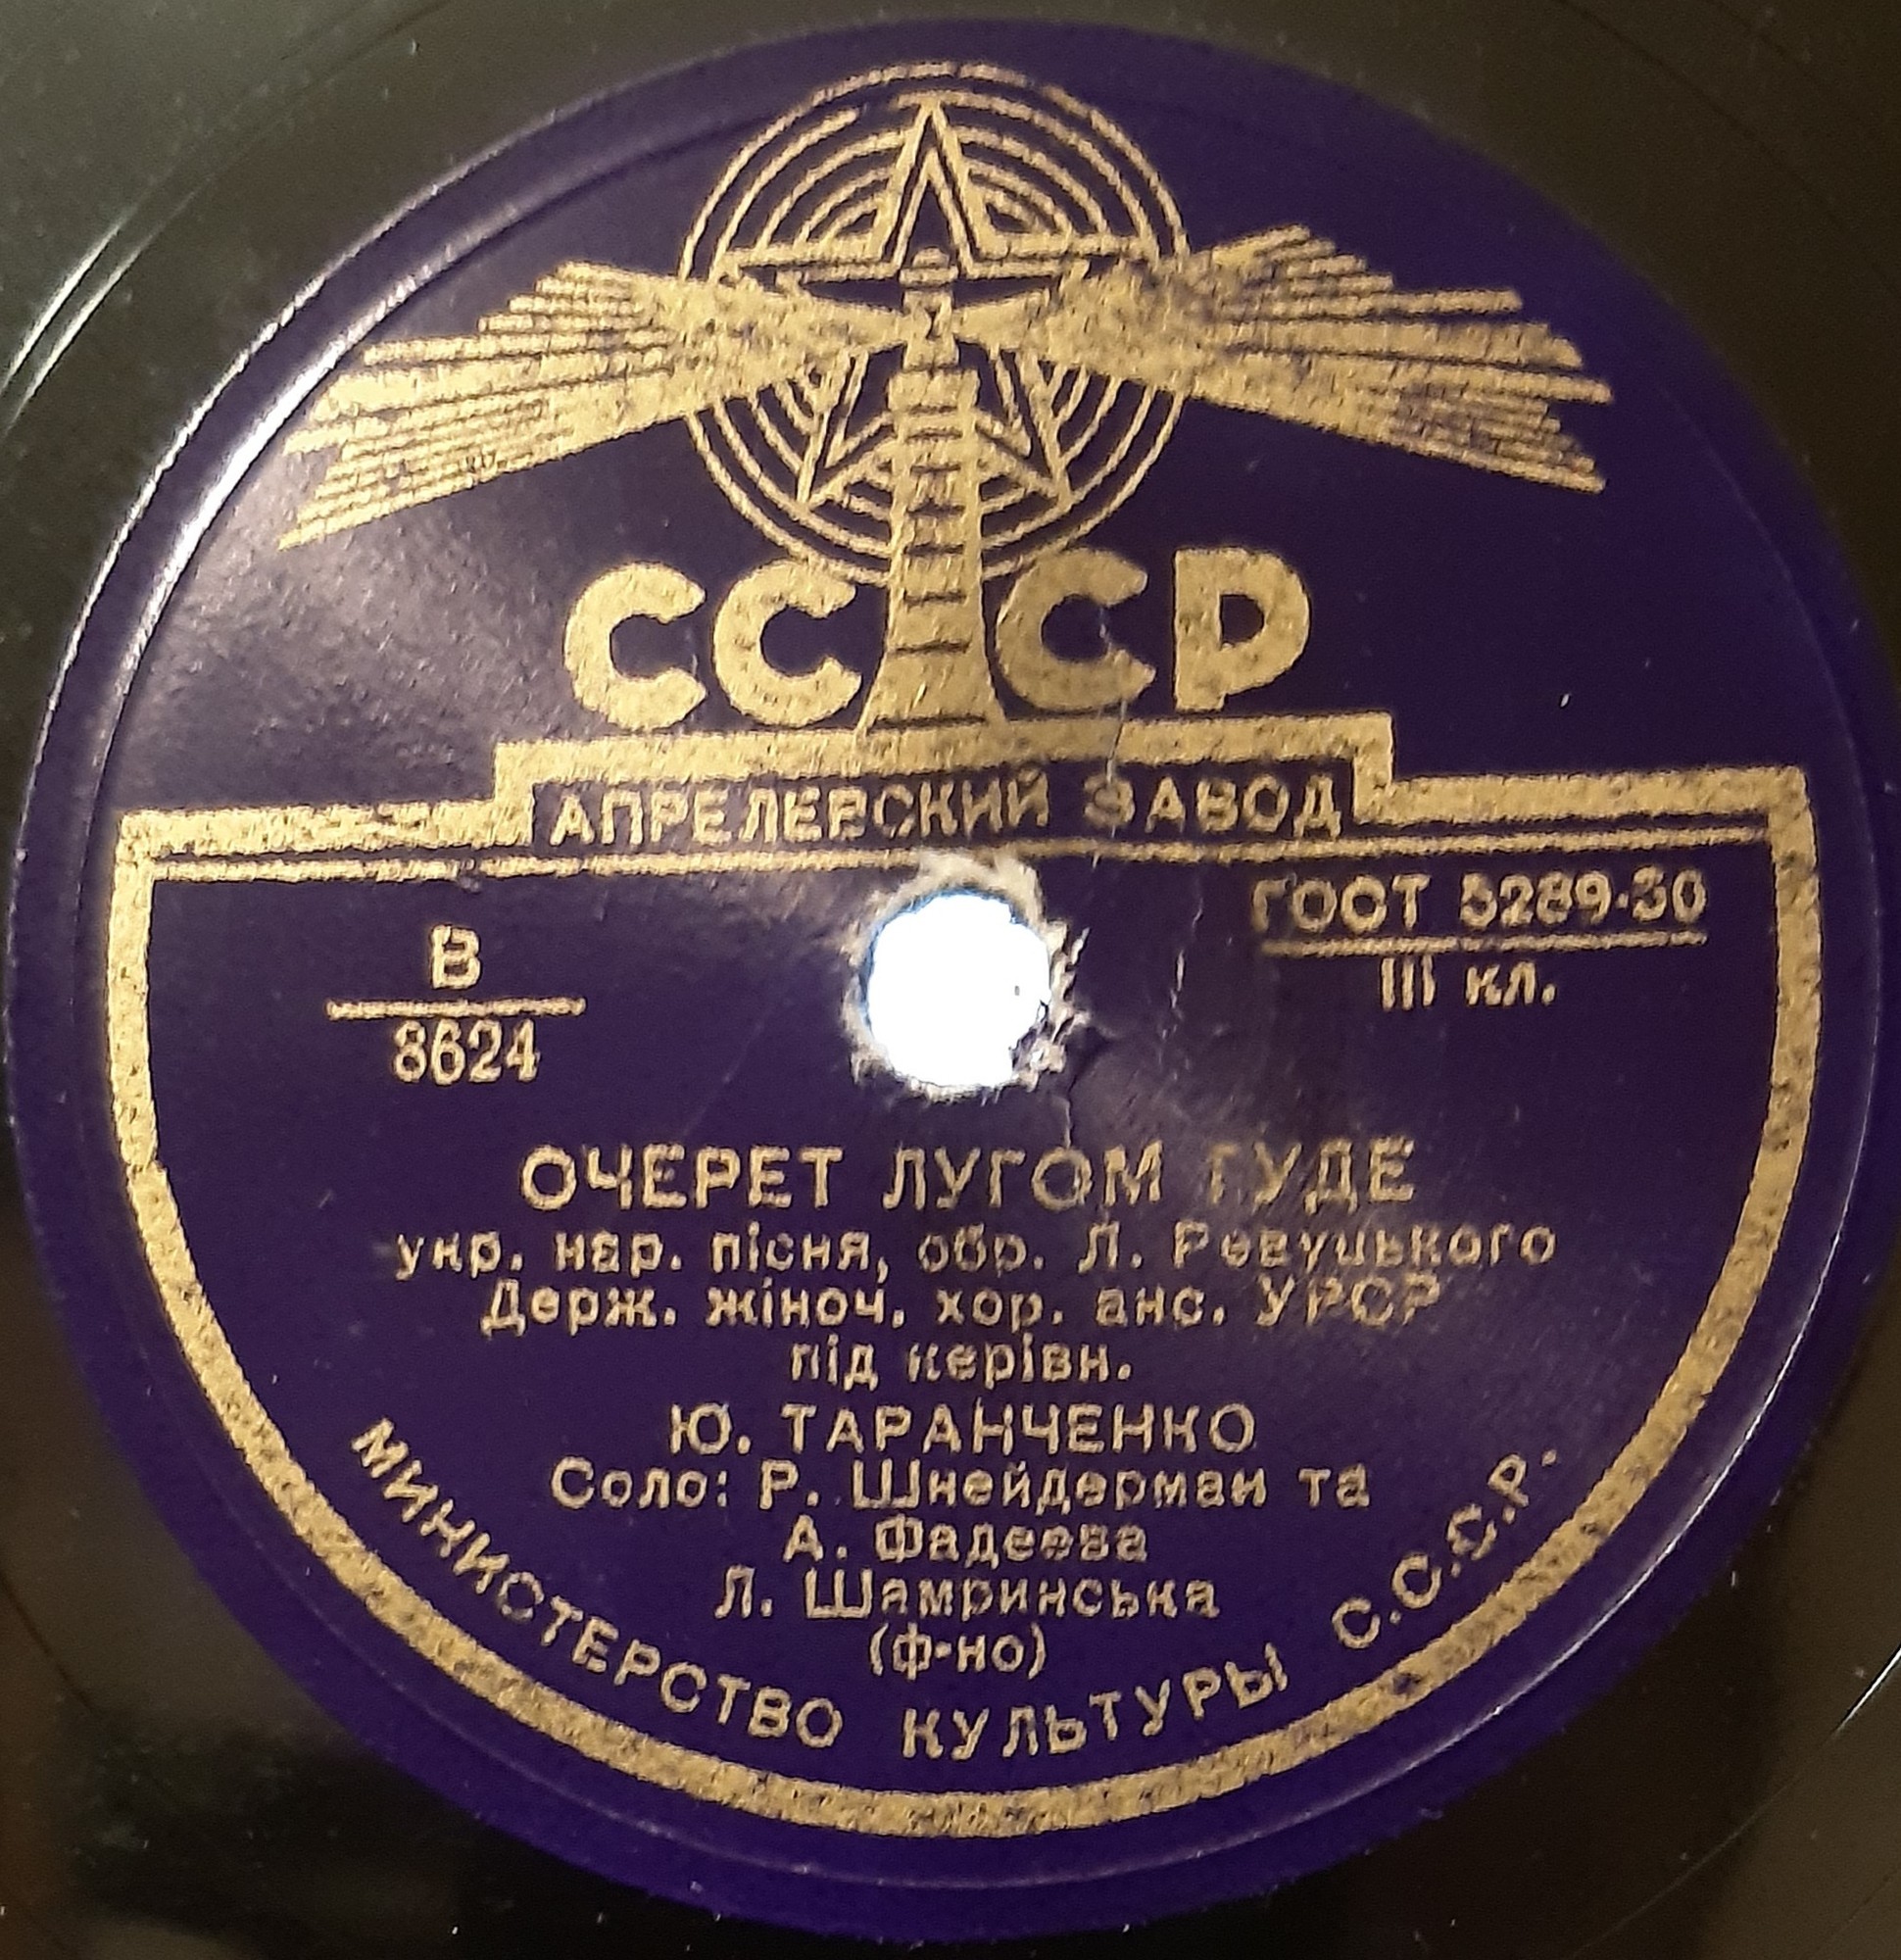 СССР
АПРЕЛЕВСКИЙ ЗАВОД
В
8624
ГОСТ 5289-50
III кл.
ОЧЕРЕТ ЛУГОМ ГУДЕ
укр. нар. пісня, обр. Л. Ревуцького
Держ. жіноч. хор. анс. УРСР
під керівн.
Ю. ТАРАНЧЕНКО
Соло: Р. Шнейдерман та
А. Фадеева
Л. Шамринська
(ф-но)
МИНИСТЕРСТВО КУЛЬТУРЫ С.С.С.Р.